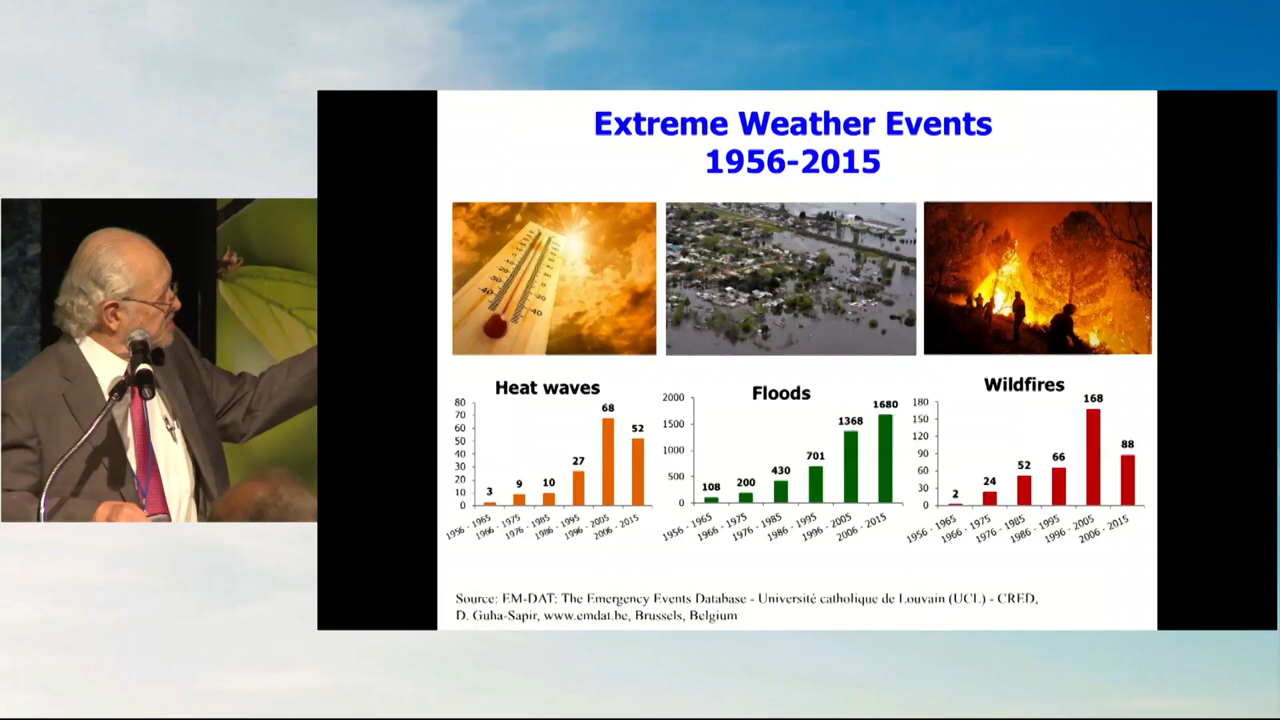 Extreme Weather Events
1956-2015
Heat waves
80
70
60
50
40
30
20
10
0
3
9
10
27
68
52
1956 - 1965
1966 - 1975
1976 - 1985
1986 - 1995
1996 - 2005
2006 - 2015
Floods
2000
1500
1000
500
0
108
200
430
701
1368
1680
1956 - 1965
1966 - 1975
1976 - 1985
1986 - 1995
1996 - 2005
2006 - 2015
Wildfires
180
150
120
90
60
30
0
2
24
52
66
168
88
1956 - 1965
1966 - 1975
1976 - 1985
1986 - 1995
1996 - 2005
2006 - 2015
Source: EM-DAT: The Emergency Events Database - Université catholique de Louvain (UCL) - CRED,
D. Guha-Sapir, www.emdat.be, Brussels, Belgium